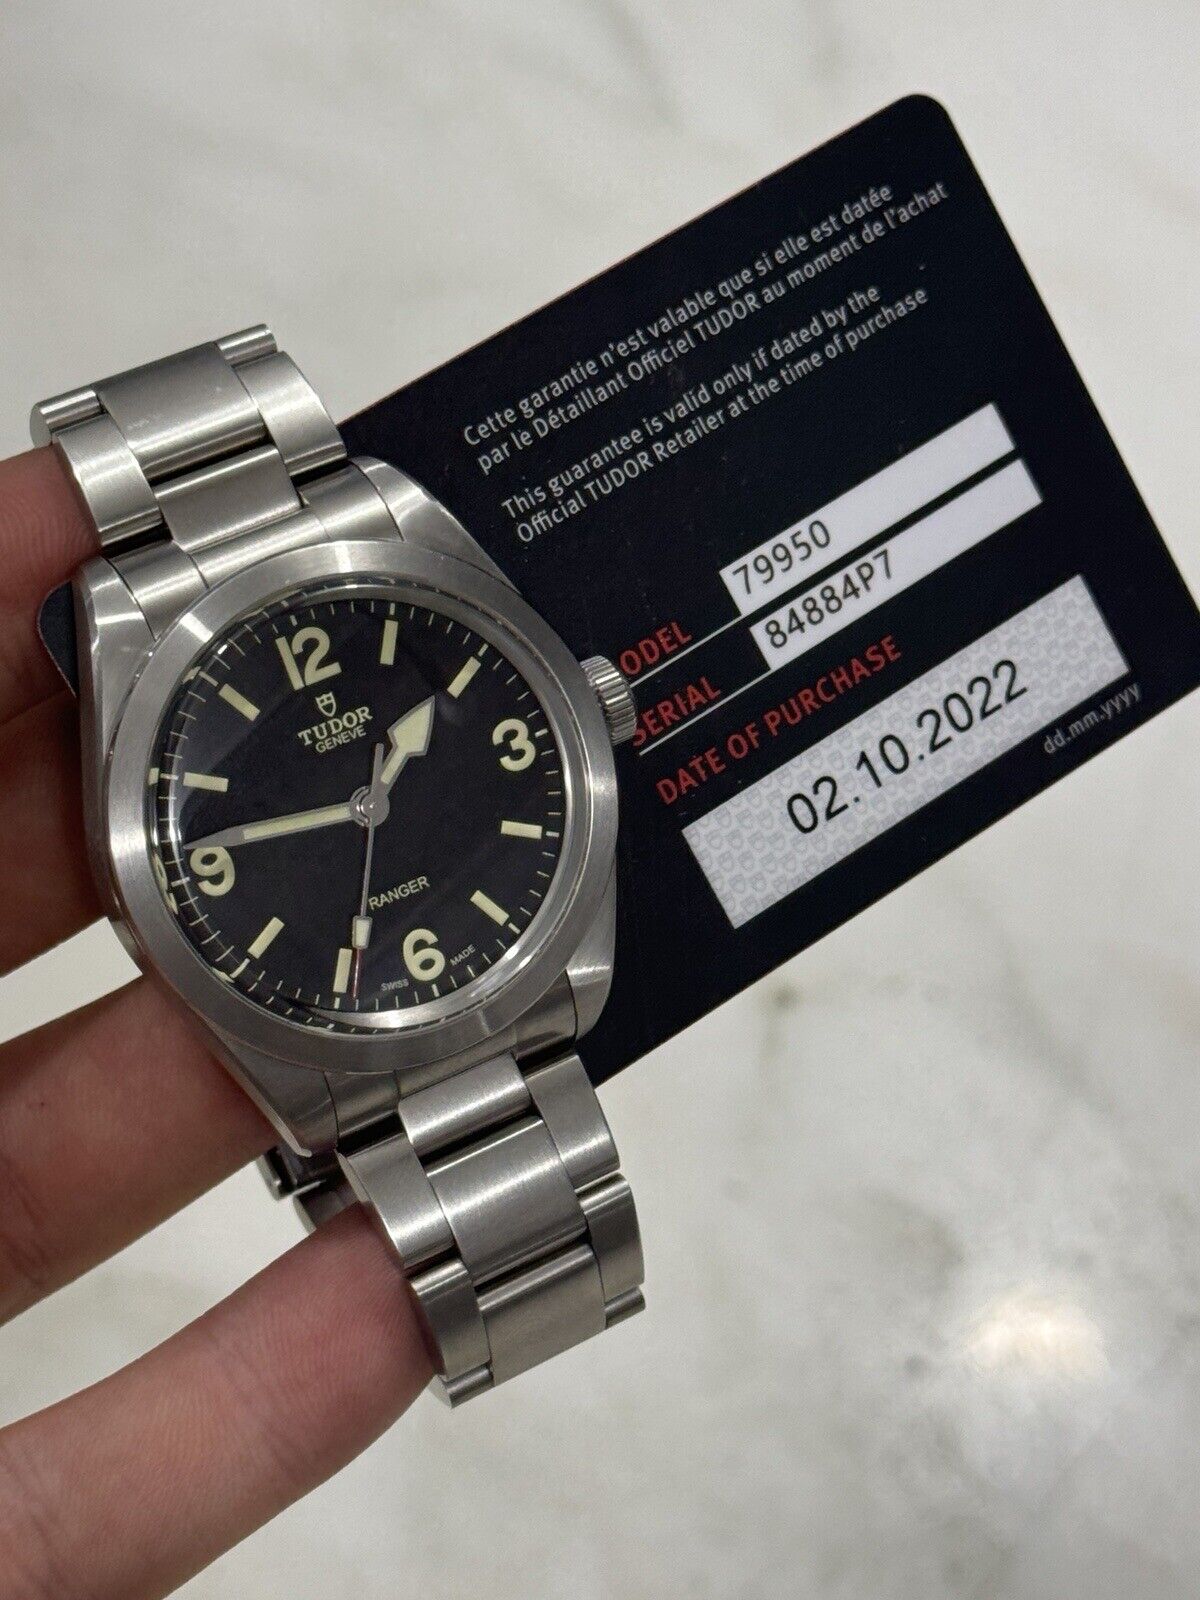 12
3
6
9
TUDOR
GENEVE
RANGER
SWISS MADE
Cette garantie n'est valable que si elle est datée
par le Détaillant Officiel TUDOR au moment de l'achat
This guarantee is valid only if dated by the
Official TUDOR Retailer at the time of purchase
ODEL 79950
SERIAL 84884P7
DATE OF PURCHASE
02.10.2022
dd.mm.yyyy